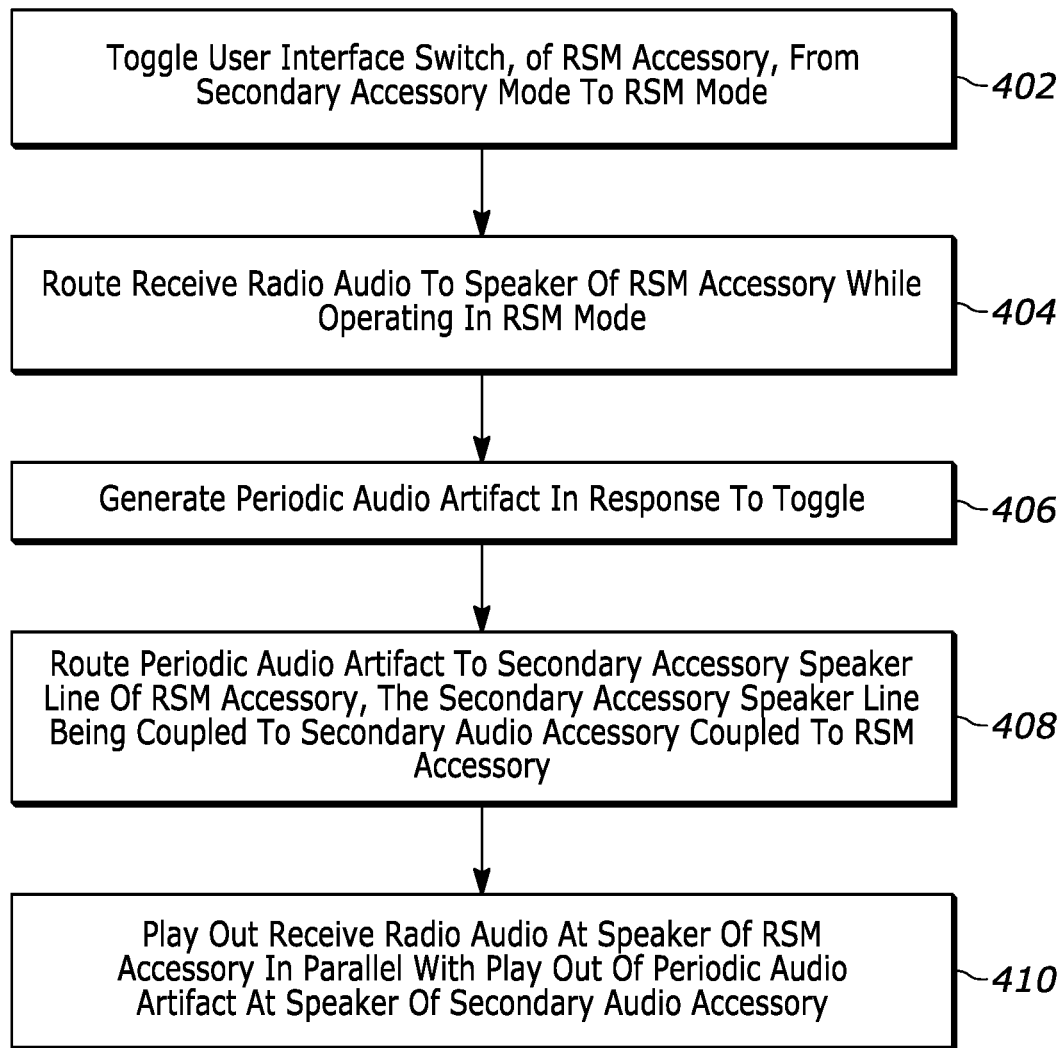 Toggle User Interface Switch, of RSM Accessory, From
Secondary Accessory Mode To RSM Mode
402
Route Receive Radio Audio To Speaker Of RSM Accessory While
Operating In RSM Mode
404
Generate Periodic Audio Artifact In Response To Toggle
406
Route Periodic Audio Artifact To Secondary Accessory Speaker
Line Of RSM Accessory, The Secondary Accessory Speaker Line
Being Coupled To Secondary Audio Accessory Coupled To RSM
Accessory
408
Play Out Receive Radio Audio At Speaker Of RSM
Accessory In Parallel With Play Out Of Periodic Audio
Artifact At Speaker Of Secondary Audio Accessory
410